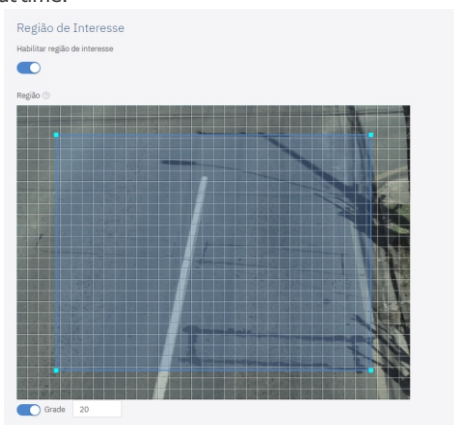 Região de Interesse
Habilitar região de interesse
Região
Grade 20